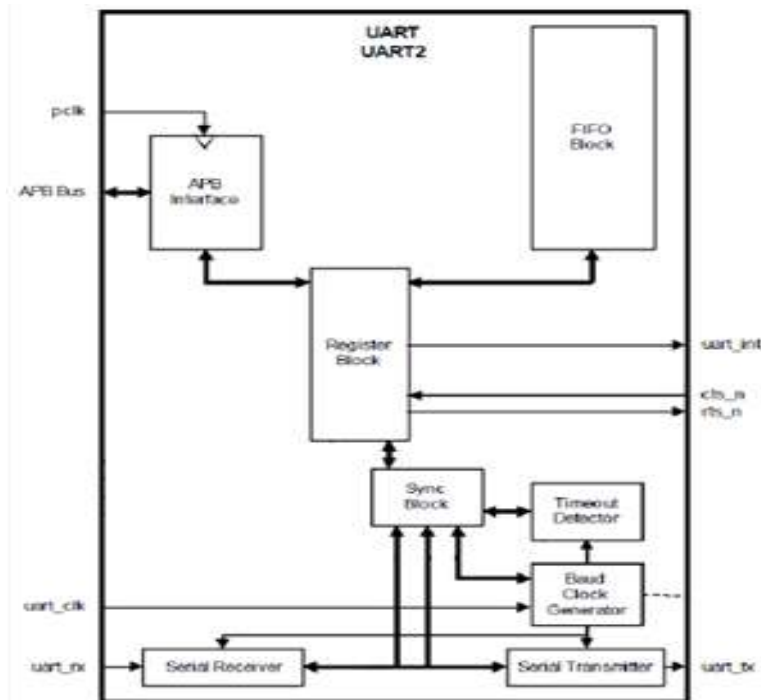 UART
UART2
FIFO
Block
pclk
APB Bus
APB
Interface
Register
Block
uart_int
cts_n
rts_n
Sync
Block
Timeout
Detector
Baud
Clock
Generator
uart_clk
uart_rx
Serial Receiver
Serial Transmitter
uart_tx